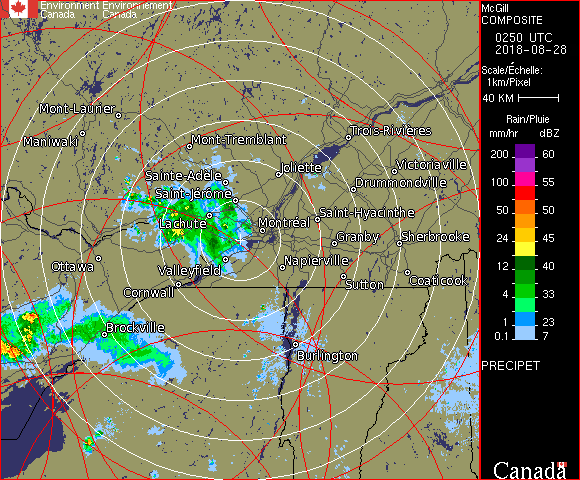 Environment Environnement
Canada Canada
McGill
COMPOSITE
0250 UTC
2018-08-28
Scale/Échelle:
1km/Pixel
40 KM
Rain/Pluie
mm/hr dBZ
200 60
100 55
50 50
24 45
12 40
4 33
1 23
0.1 7
PRECIPET
Canada
Mont-Laurier
Maniwaki
Mont-Tremblant
Trois-Rivières
Sainte-Adèle
Joliette
Victoriaville
Saint-Jérôme
Drummondville
Lachute
Montréal
Saint-Hyacinthe
Granby
Sherbrooke
Ottawa
Valleyfield
Napierville
Cornwall
Sutton
Coaticook
Brockville
Burlington